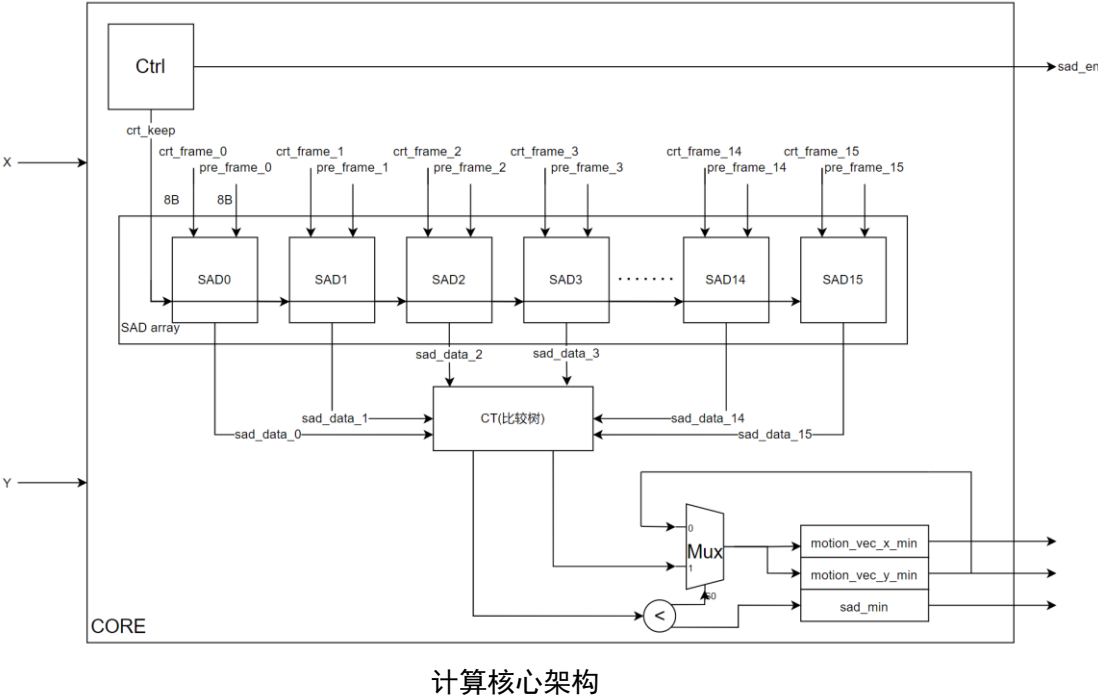 Ctrl
sad_en
crt_keep
X
crt_frame_0
crt_frame_1
crt_frame_2
crt_frame_3
crt_frame_14
crt_frame_15
pre_frame_0
pre_frame_1
pre_frame_2
pre_frame_3
pre_frame_14
pre_frame_15
8B
8B
SAD0
SAD1
SAD2
SAD3
.......
SAD14
SAD15
SAD array
sad_data_2
sad_data_3
sad_data_1
CT(比较树)
sad_data_14
sad_data_0
sad_data_15
Y
0
Mux
1
S0
motion_vec_x_min
motion_vec_y_min
sad_min
<
CORE
计算核心架构